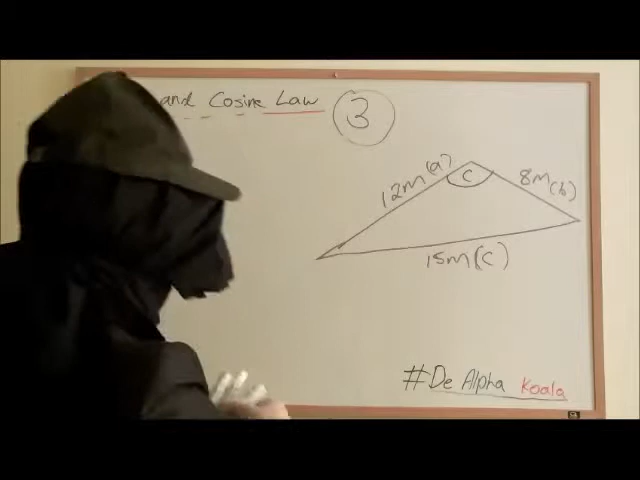 and Cosine Law
3
12m(a)
C
8m(b)
15m(C)
#De Alpha Koala